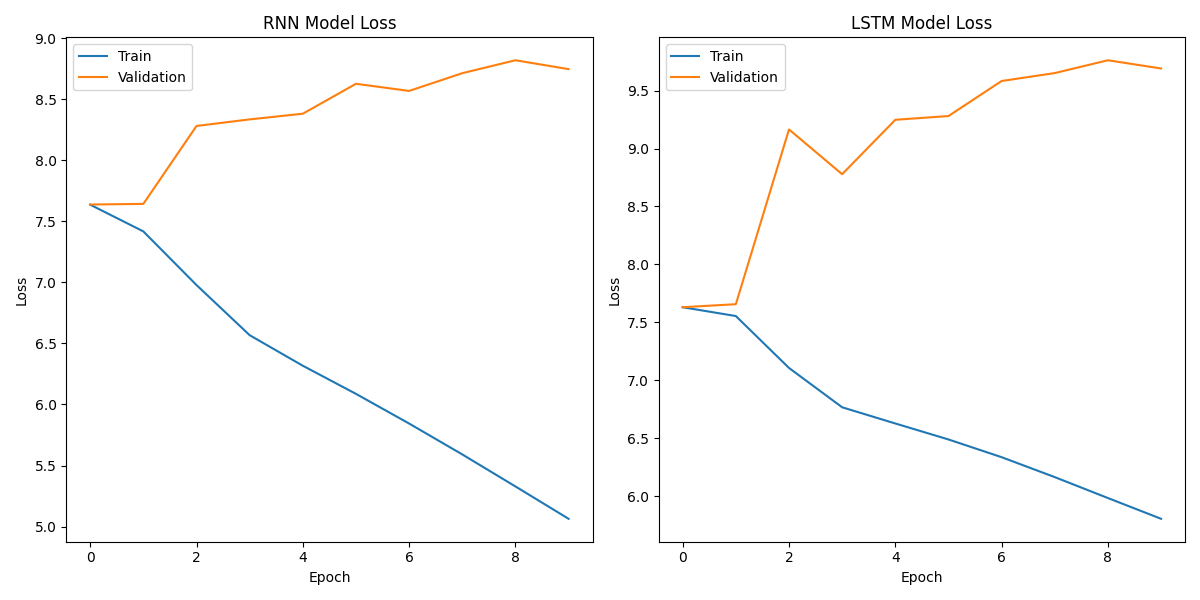 RNN Model Loss
Train
Validation
9.0
8.5
8.0
7.5
7.0
6.5
6.0
5.5
5.0
Loss
0 2 4 6 8
Epoch
LSTM Model Loss
Train
Validation
9.5
9.0
8.5
8.0
7.5
7.0
6.5
6.0
Loss
0 2 4 6 8
Epoch